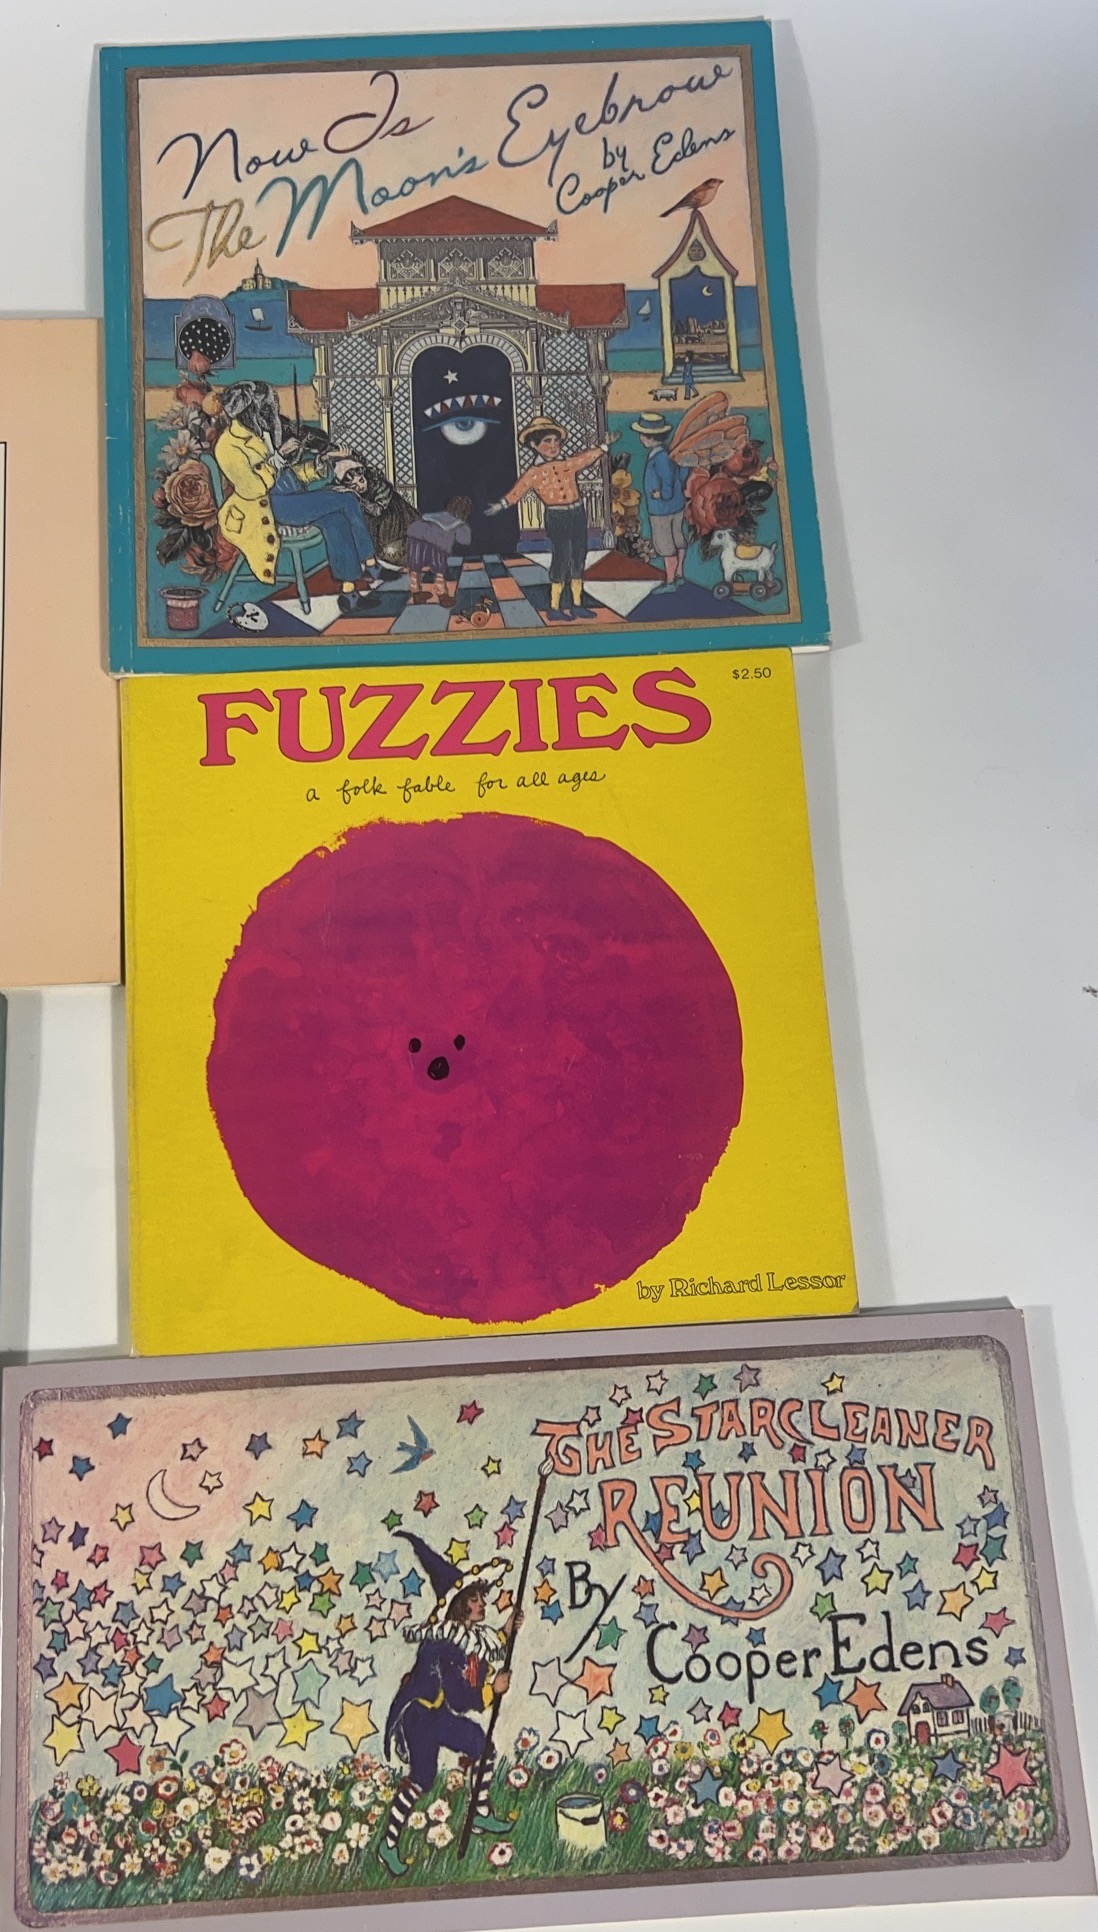 Now Is
The Moon's Eyebrow
by
Cooper Edens
FUZZIES
$2.50
a folk fable for all ages
by Richard Lessor
THE STARCLEANER
REUNION
By
Cooper Edens